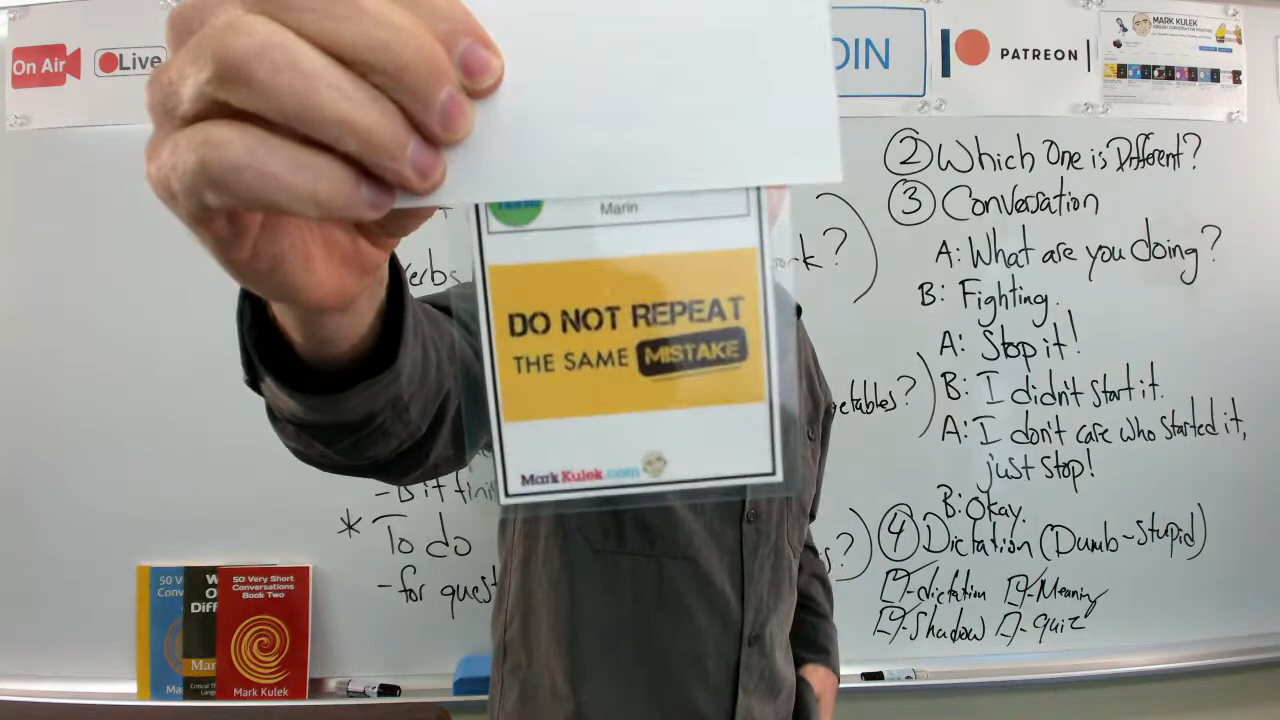 On Air
Live
OIN
PATREON
MARK KULEK
Marin
DO NOT REPEAT
THE SAME MISTAKE
MarkKulek.com
erbs
rk?
etables?
s?)
* To do
- for quest
② Which One is Different?
③ Conversation
A: What are you doing?
B: Fighting.
A: Stop it!
B: I didn't start it.
A: I don't care who started it,
just stop!
B: Okay.
④ Dictation (Dumb ~ Stupid)
-dictation -Meaning
-Shadow -quiz
50 Very Short
Conversations
Book Two
Mark Kulek